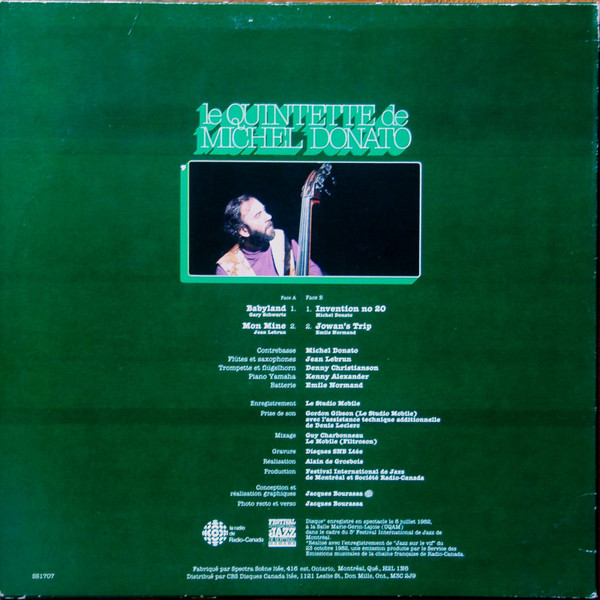 le QUINTETTE de
MICHEL DONATO
Face A Face B
Babyland 1. 1. Invention no 20
Gary Schwartz Michel Donato
Mon Mine 2. 2. Jowan's Trip
Jean Lebrun Emile Normand
Contrebasse Michel Donato
Flûtes et saxophones Jean Lebrun
Trompette et flügelhorn Denny Christianson
Piano Yamaha Kenny Alexander
Batterie Emile Normand
Enregistrement Le Studio Mobile
Prise de son Gordon Gibson (Le Studio Mobile)
avec l'assistance technique additionnelle
de Denis Leclerc
Mixage Guy Charbonneau
Le Mobile (Filtroson)
Gravure Disques SNB Ltée
Réalisation Alain de Grosbois
Production Festival International de Jazz
de Montréal et Société Radio-Canada
Conception et
réalisation graphiques Jacques Bourassa
Photo recto et verso Jacques Bourassa
la radio
de
Radio-Canada
FESTIVAL
JAZZ
Disque* enregistré en spectacle le 5 juillet 1982,
à la Salle Marie-Gérin-Lajoie (UQAM)
dans le cadre du 3e Festival International de Jazz de
Montréal.
*Réalisé avec l'enregistrement de "Jazz sur le vif" du
23 octobre 1982, une émission produite par le Service des
Émissions musicales de la chaîne française de Radio-Canada.
SS1707
Fabriqué par Spectra Scène ltée, 416 est, Ontario, Montréal, Qué., H2L 1N6
Distribué par CBS Disques Canada ltée, 1121 Leslie St., Don Mills, Ont., M3C 2J9